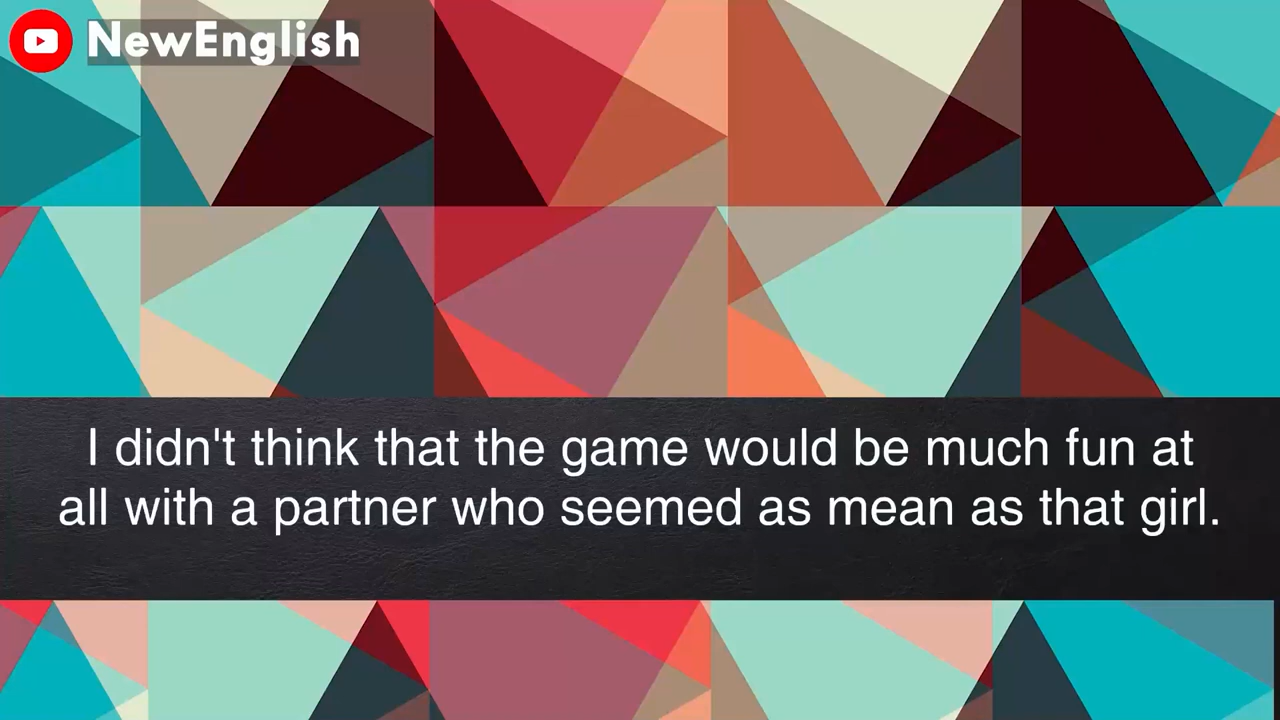 NewEnglish
I didn't think that the game would be much fun at
all with a partner who seemed as mean as that girl.